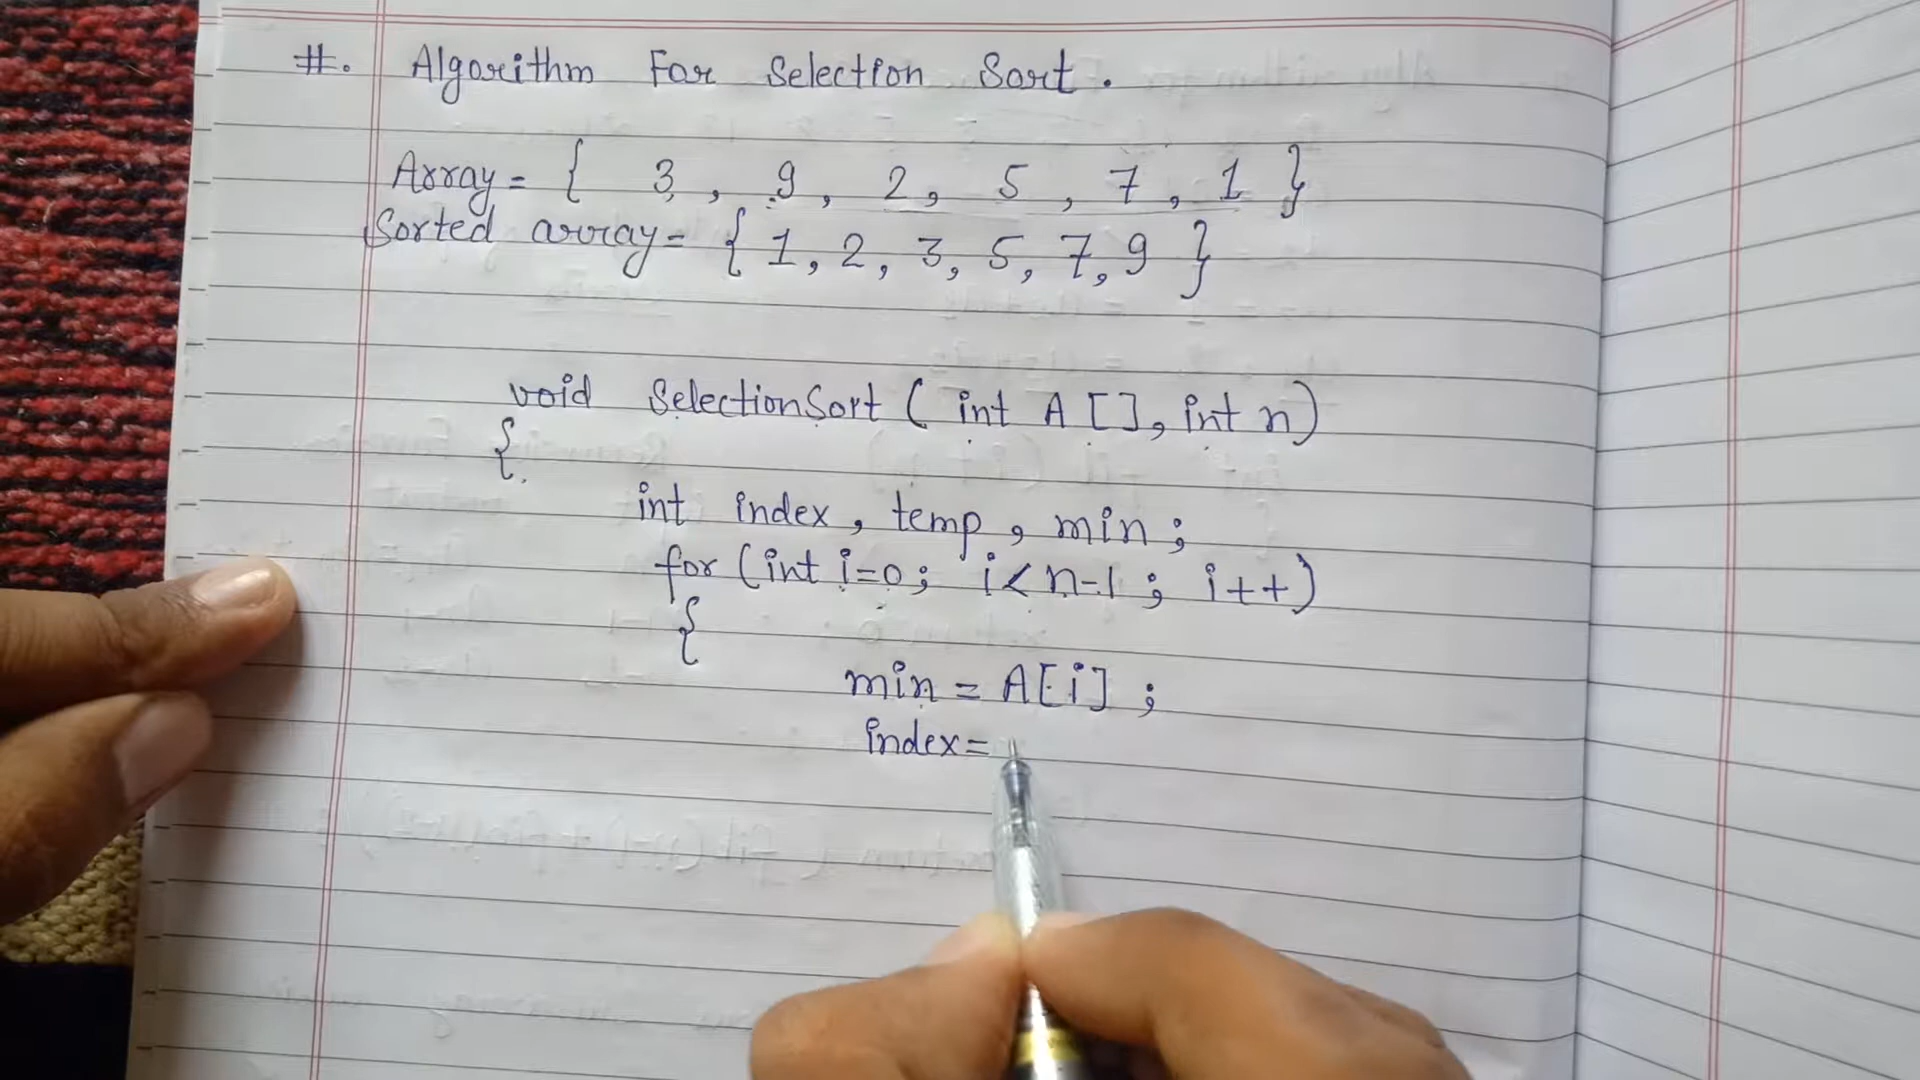 #. Algorithm For Selection Sort.
Array = { 3, 9, 2, 5, 7, 1 }
Sorted array = { 1, 2, 3, 5, 7, 9 }
void SelectionSort ( int A [], int n)
{
int index, temp, min;
for (int i=0; i < n-1; i++)
{
min = A[i];
index =